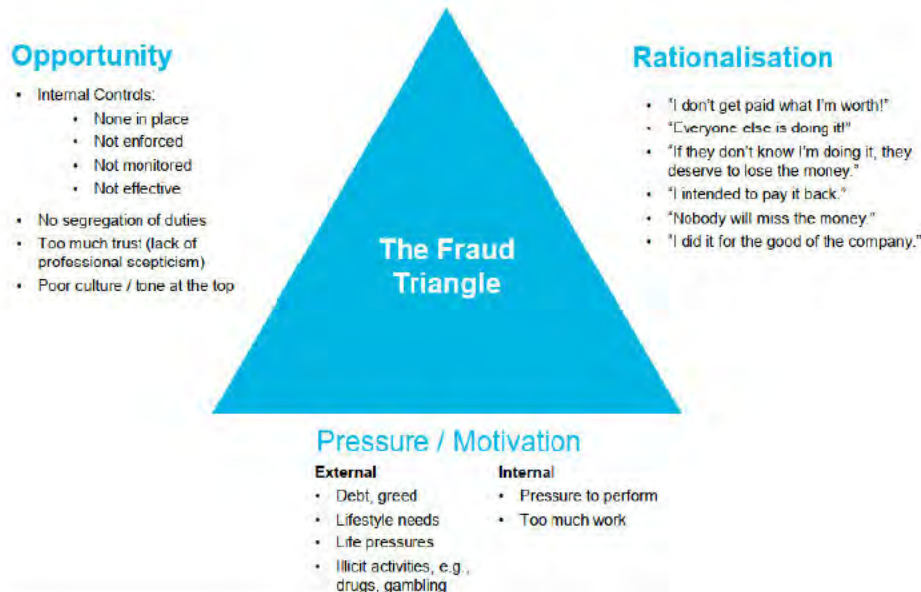 Opportunity
• Internal Controls:
• None in place
• Not enforced
• Not monitored
• Not effective
• No segregation of duties
• Too much trust (lack of
professional scepticism)
• Poor culture / tone at the top
The Fraud
Triangle
Rationalisation
• "I don't get paid what I'm worth!"
• "Everyone else is doing it!"
• "If they don't know I'm doing it, they
deserve to lose the money."
• "I intended to pay it back."
• "Nobody will miss the money."
• "I did it for the good of the company."
Pressure / Motivation
External
• Debt, greed
• Lifestyle needs
• Life pressures
• Illicit activities, e.g.,
drugs, gambling
Internal
• Pressure to perform
• Too much work